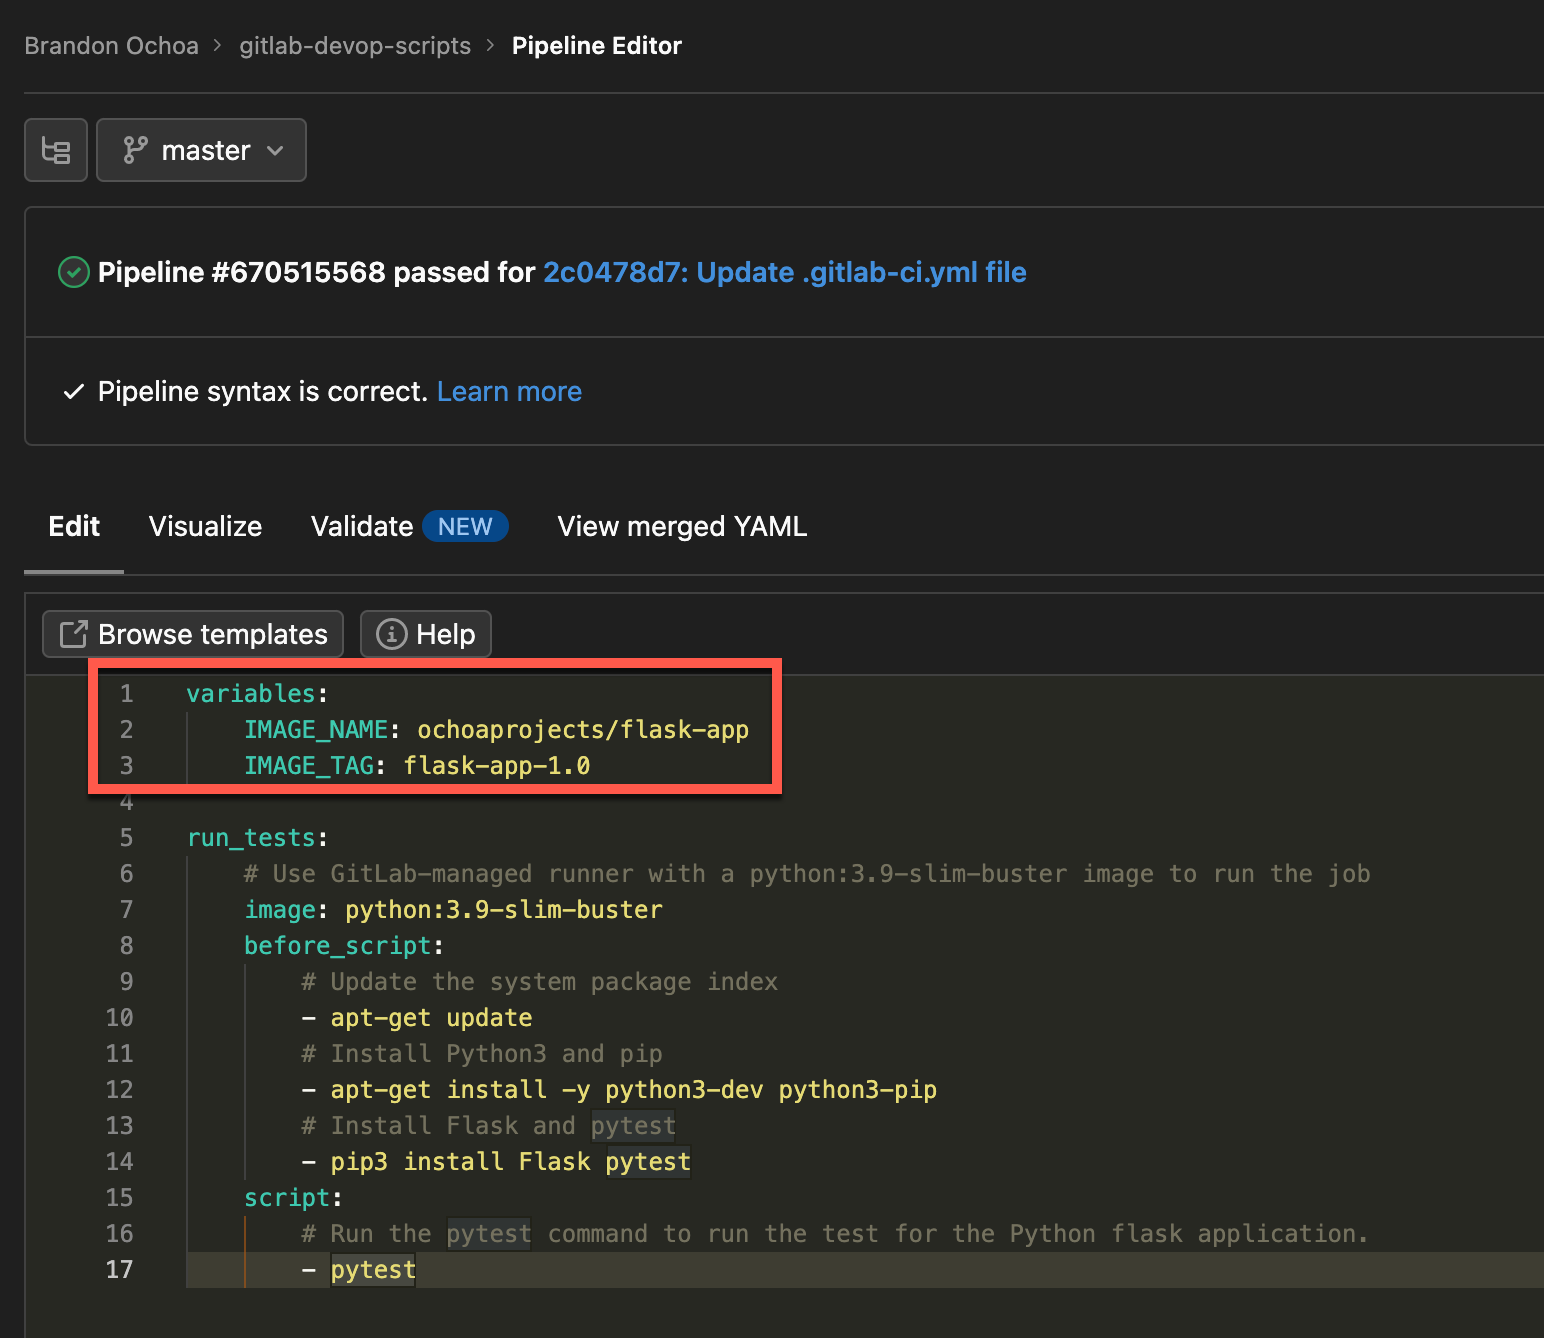 Brandon Ochoa > gitlab-devop-scripts > Pipeline Editor
master
Pipeline #670515568 passed for 2c0478d7: Update .gitlab-ci.yml file
Pipeline syntax is correct. Learn more
Edit Visualize Validate NEW View merged YAML
Browse templates Help
1 variables:
2 IMAGE_NAME: ochoaprojects/flask-app
3 IMAGE_TAG: flask-app-1.0
4
5 run_tests:
6 # Use GitLab-managed runner with a python:3.9-slim-buster image to run the job
7 image: python:3.9-slim-buster
8 before_script:
9 # Update the system package index
10 - apt-get update
11 # Install Python3 and pip
12 - apt-get install -y python3-dev python3-pip
13 # Install Flask and pytest
14 - pip3 install Flask pytest
15 script:
16 # Run the pytest command to run the test for the Python flask application.
17 - pytest